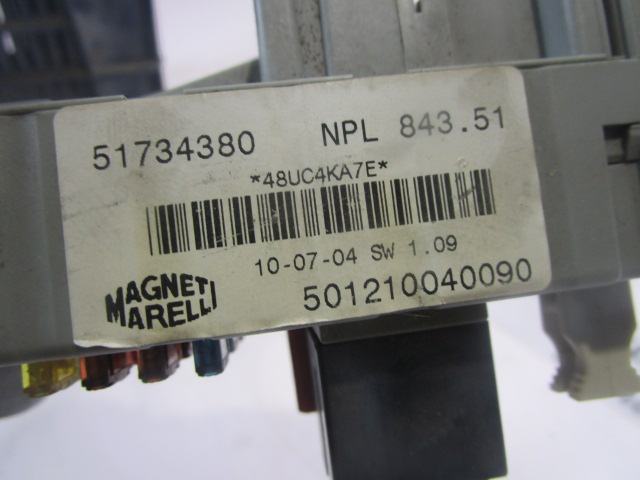 51734380 NPL 843.51
*48UC4KA7E*
10-07-04 SW 1.09
MAGNETI
MARELLI
501210040090